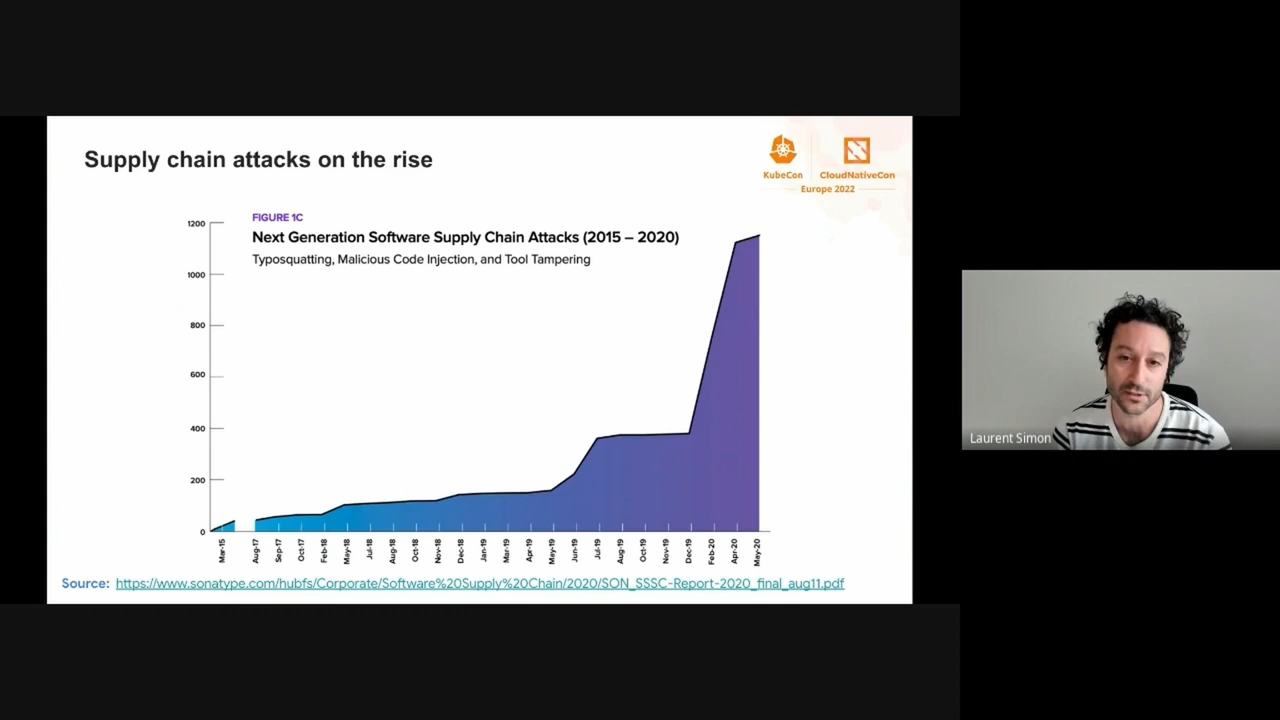 Supply chain attacks on the rise
KubeCon
CloudNativeCon
Europe 2022
FIGURE 1C
Next Generation Software Supply Chain Attacks (2015 – 2020)
Typosquatting, Malicious Code Injection, and Tool Tampering
1200
1000
800
600
400
200
0
Mar-15
Aug-17
Sep-17
Oct-17
Feb-18
May-18
Jul-18
Aug-18
Oct-18
Nov-18
Dec-18
Jan-19
Mar-19
Apr-19
May-19
Jun-19
Jul-19
Aug-19
Oct-19
Nov-19
Dec-19
Feb-20
Apr-20
May-20
Source: https://www.sonatype.com/hubfs/Corporate/Software%20Supply%20Chain/2020/SON_SSSC-Report-2020_final_aug11.pdf
Laurent Simon